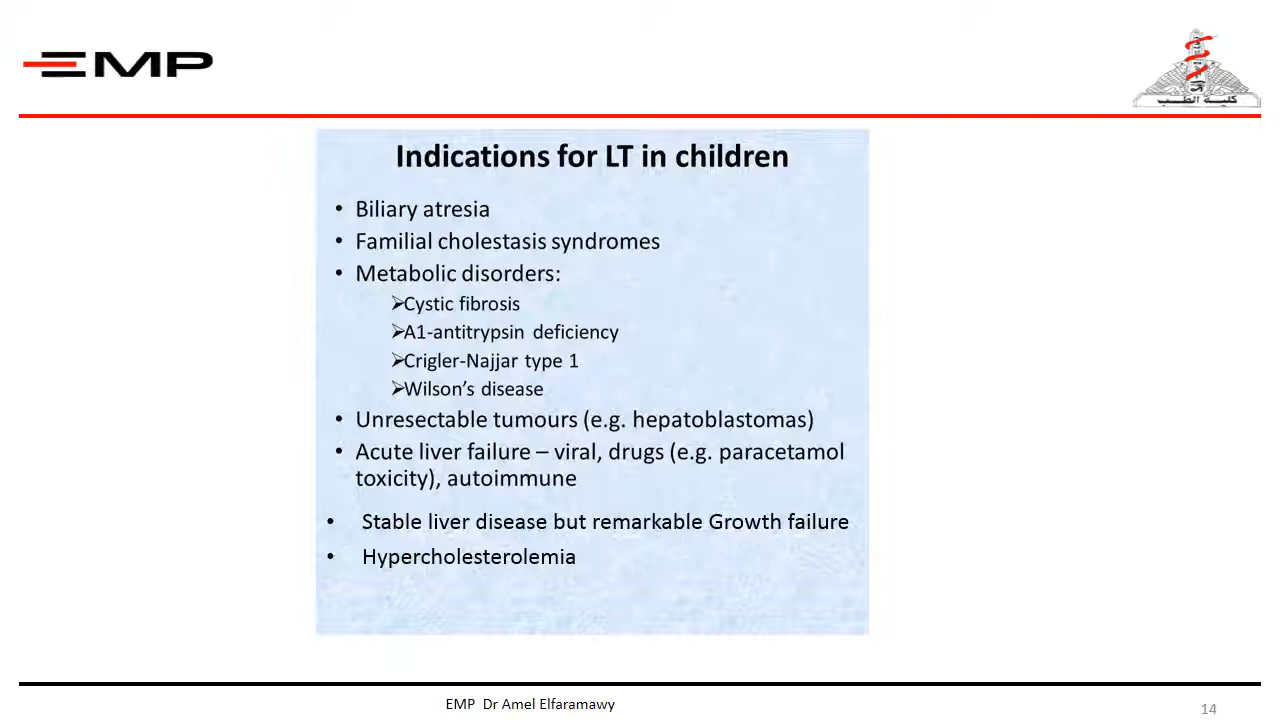 EMP
كلية الطب
Indications for LT in children
• Biliary atresia
• Familial cholestasis syndromes
• Metabolic disorders:
➢Cystic fibrosis
➢A1-antitrypsin deficiency
➢Crigler-Najjar type 1
➢Wilson's disease
• Unresectable tumours (e.g. hepatoblastomas)
• Acute liver failure – viral, drugs (e.g. paracetamol
toxicity), autoimmune
• Stable liver disease but remarkable Growth failure
• Hypercholesterolemia
EMP Dr Amel Elfaramawy
14